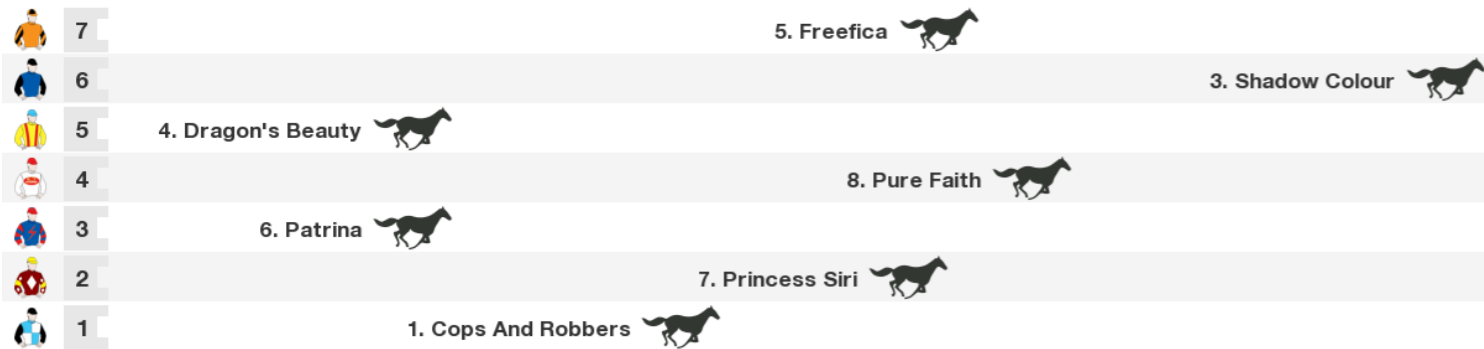 7 5. Freefica
6 3. Shadow Colour
5 4. Dragon's Beauty
4 8. Pure Faith
3 6. Patrina
2 7. Princess Siri
1 1. Cops And Robbers